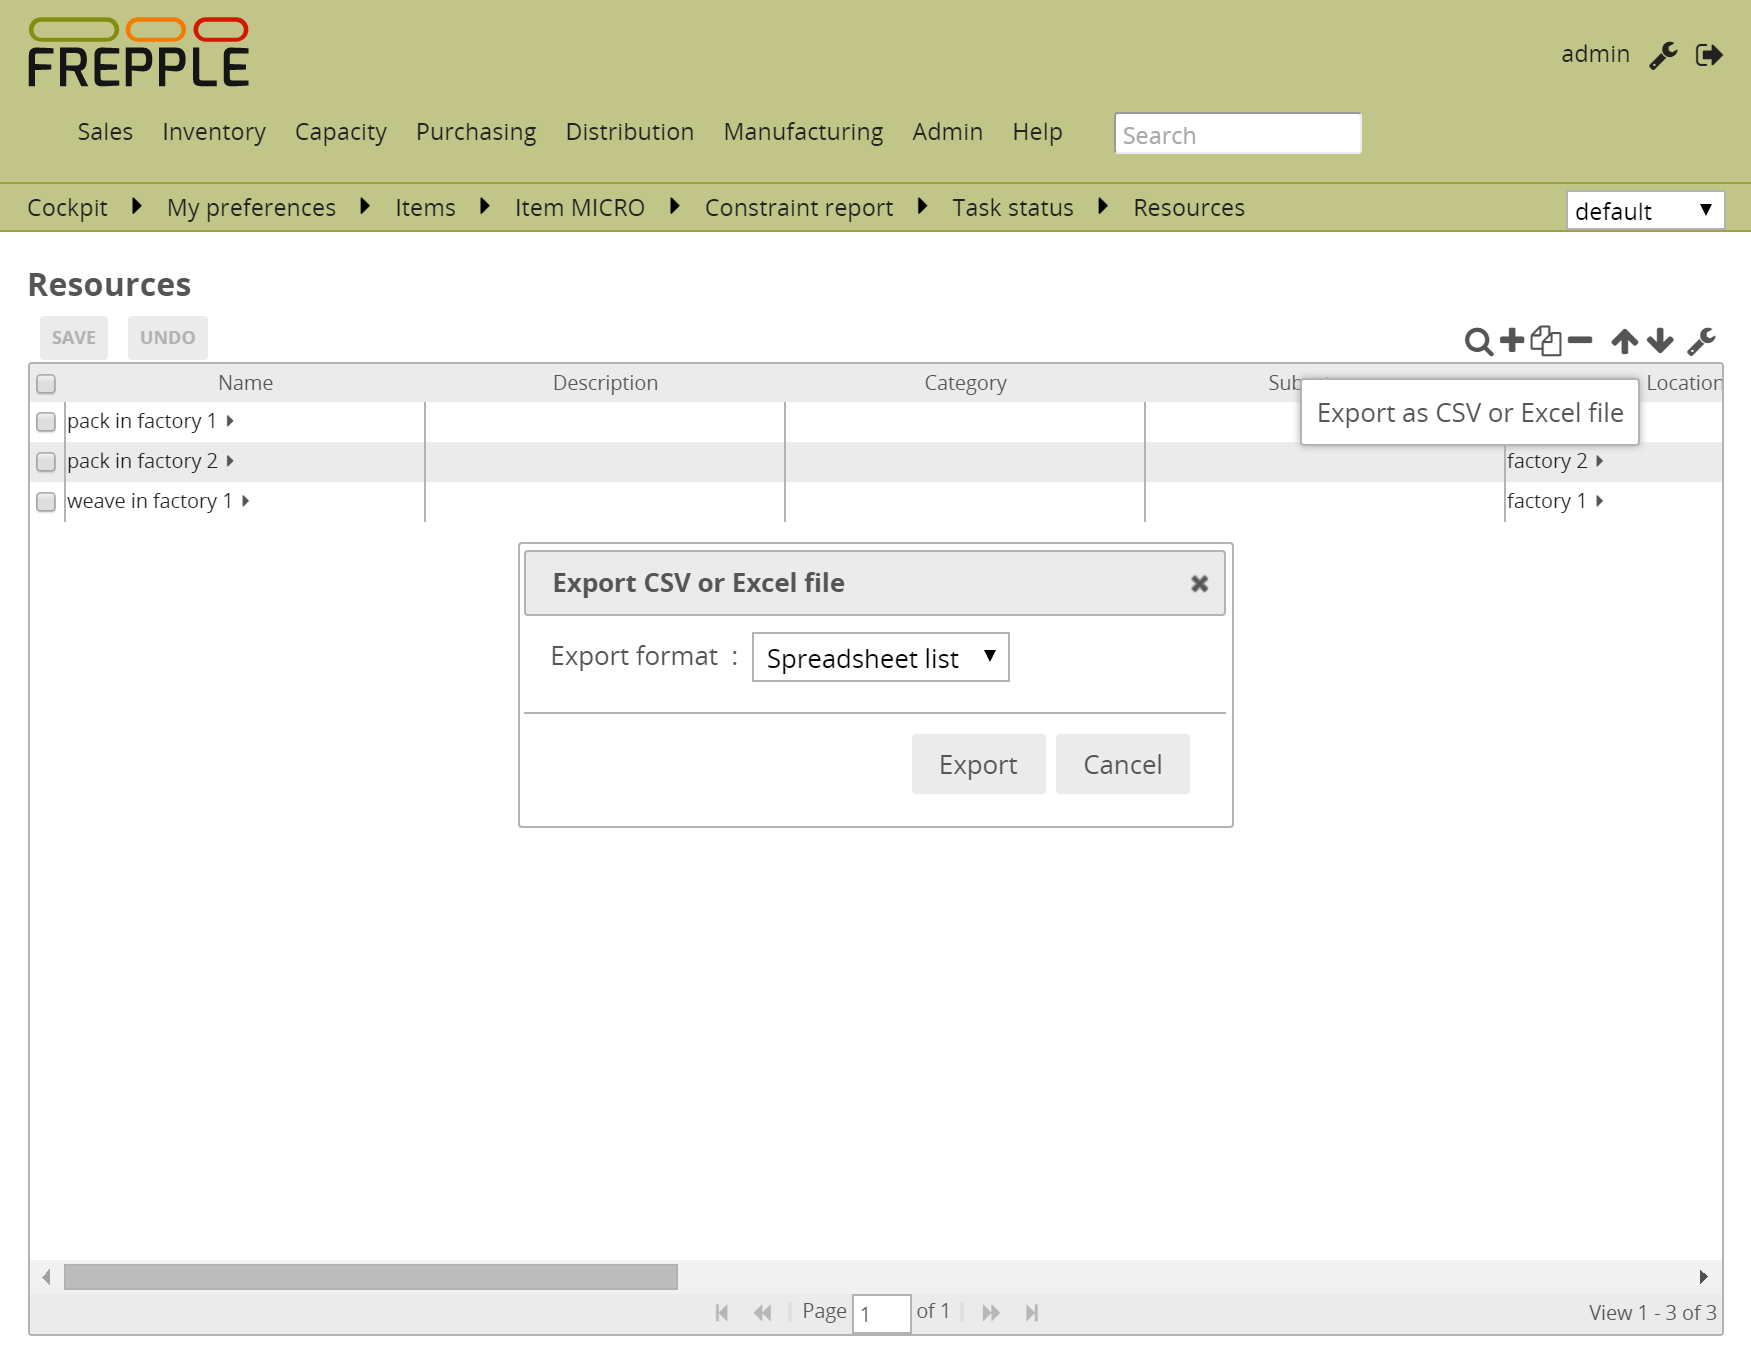 FREPPLE
admin
Sales Inventory Capacity Purchasing Distribution Manufacturing Admin Help Search
Cockpit My preferences Items Item MICRO Constraint report Task status Resources default
Resources
SAVE UNDO
Name Description Category Location
Export as CSV or Excel file
pack in factory 1
pack in factory 2 factory 2
weave in factory 1 factory 1
Export CSV or Excel file
Export format : Spreadsheet list
Export Cancel
Page 1 of 1 View 1 - 3 of 3